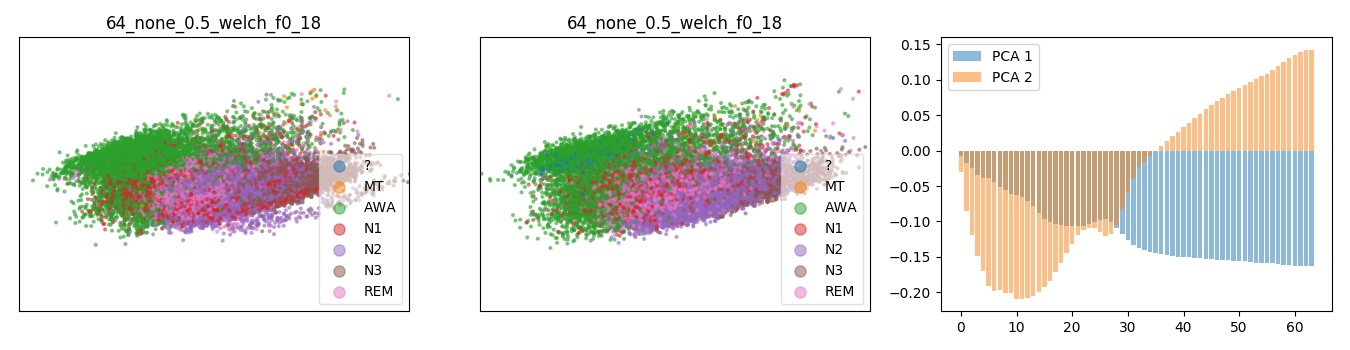 64_none_0.5_welch_f0_18
?
MT
AWA
N1
N2
N3
REM
64_none_0.5_welch_f0_18
?
MT
AWA
N1
N2
N3
REM
PCA 1
PCA 2
0.15
0.10
0.05
0.00
−0.05
−0.10
−0.15
−0.20
0 10 20 30 40 50 60